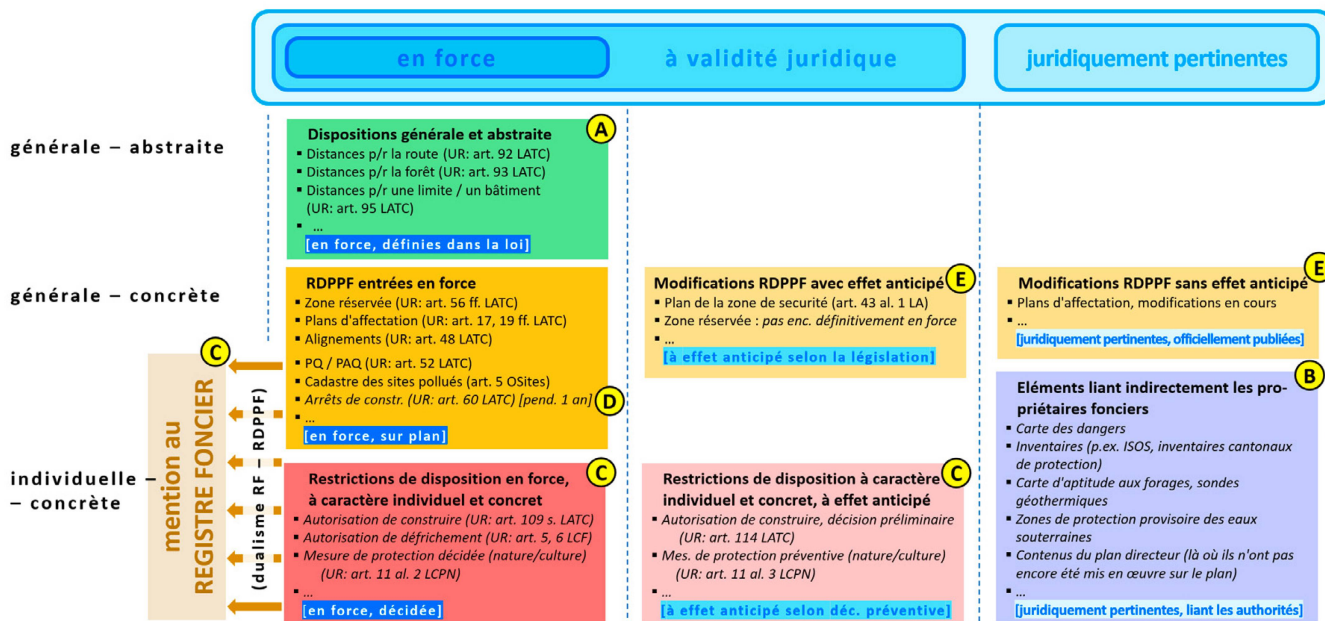 en force
à validité juridique
juridiquement pertinentes
générale – abstraite
A
Dispositions générale et abstraite
▪ Distances p/r la route (UR: art. 92 LATC)
▪ Distances p/r la forêt (UR: art. 93 LATC)
▪ Distances p/r une limite / un bâtiment
(UR: art. 95 LATC)
▪ ...
[en force, définies dans la loi]
générale – concrète
RDPPF entrées en force
▪ Zone réservée (UR: art. 56 ff. LATC)
▪ Plans d'affectation (UR: art. 17, 19 ff. LATC)
▪ Alignements (UR: art. 48 LATC)
▪ PQ / PAQ (UR: art. 52 LATC)
▪ Cadastre des sites pollués (art. 5 OSites)
▪ Arrêts de constr. (UR: art. 60 LATC) [pend. 1 an]
D
▪ ...
[en force, sur plan]
E
Modifications RDPPF avec effet anticipé
▪ Plan de la zone de securité (art. 43 al. 1 LA)
▪ Zone réservée : pas enc. définitivement en force
▪ ...
[à effet anticipé selon la législation]
E
Modifications RDPPF sans effet anticipé
▪ Plans d'affectation, modifications en cours
▪ ...
[juridiquement pertinentes, officiellement publiées]
C
mention au
REGISTRE FONCIER
(dualisme RF – RDPPF)
individuelle
– concrète
C
Restrictions de disposition en force,
à caractère individuel et concret
▪ Autorisation de construire (UR: art. 109 s. LATC)
▪ Autorisation de défrichement (UR: art. 5, 6 LCF)
▪ Mesure de protection décidée (nature/culture)
(UR: art. 11 al. 2 LCPN)
▪ ...
[en force, décidée]
C
Restrictions de disposition à caractère
individuel et concret, à effet anticipé
▪ Autorisation de construire, décision préliminaire
(UR: art. 114 LATC)
▪ Mes. de protection préventive (nature/culture)
(UR: art. 11 al. 3 LCPN)
▪ ...
[à effet anticipé selon déc. préventive]
B
Eléments liant indirectement les pro-
priétaires fonciers
▪ Carte des dangers
▪ Inventaires (p.ex. ISOS, inventaires cantonaux
de protection)
▪ Carte d'aptitude aux forages, sondes
géothermiques
▪ Zones de protection provisoire des eaux
souterraines
▪ Contenus du plan directeur (là où ils n'ont pas
encore été mis en œuvre sur le plan)
▪ ...
[juridiquement pertinentes, liant les authorités]